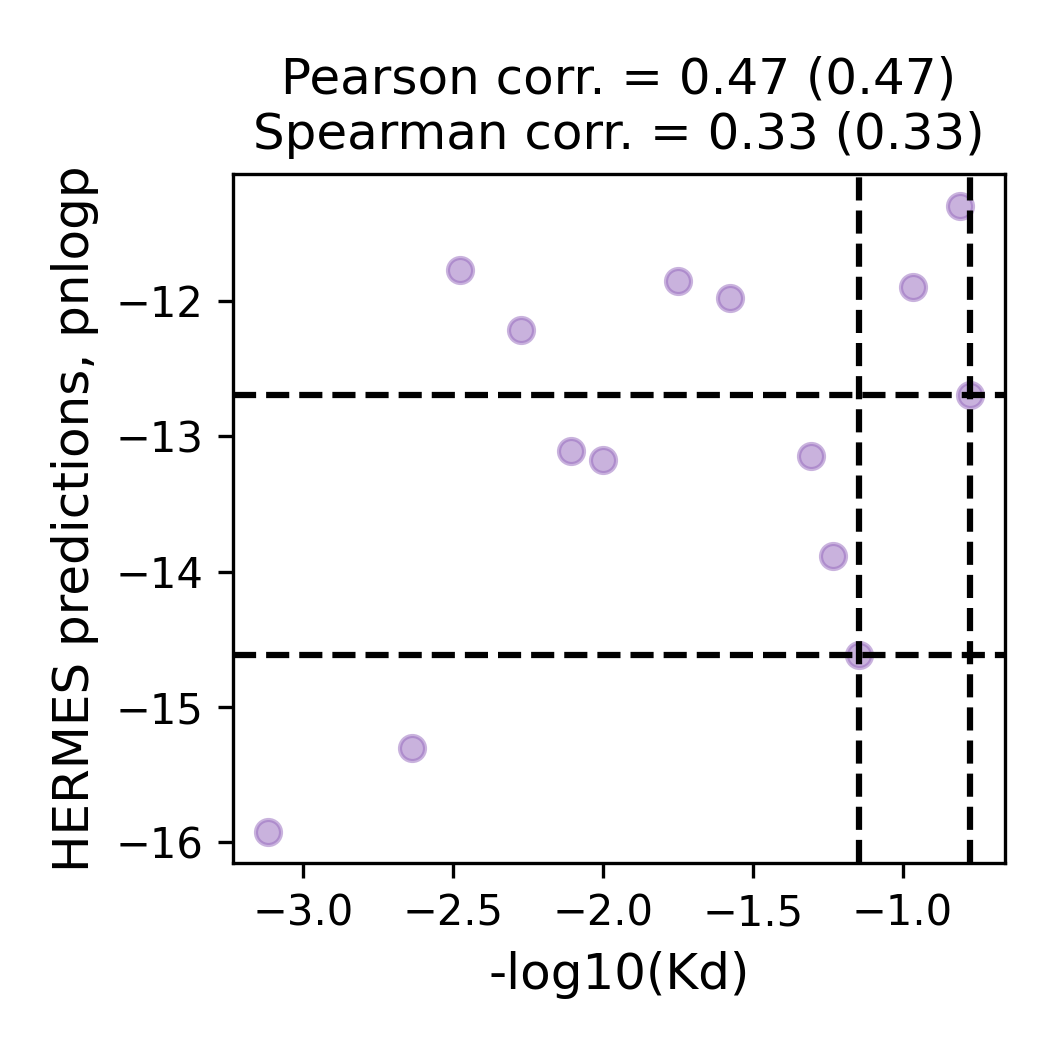 Pearson corr. = 0.47 (0.47)
Spearman corr. = 0.33 (0.33)
HERMES predictions, pnlogp
−12
−13
−14
−15
−16
−3.0
−2.5
−2.0
−1.5
−1.0
-log10(Kd)